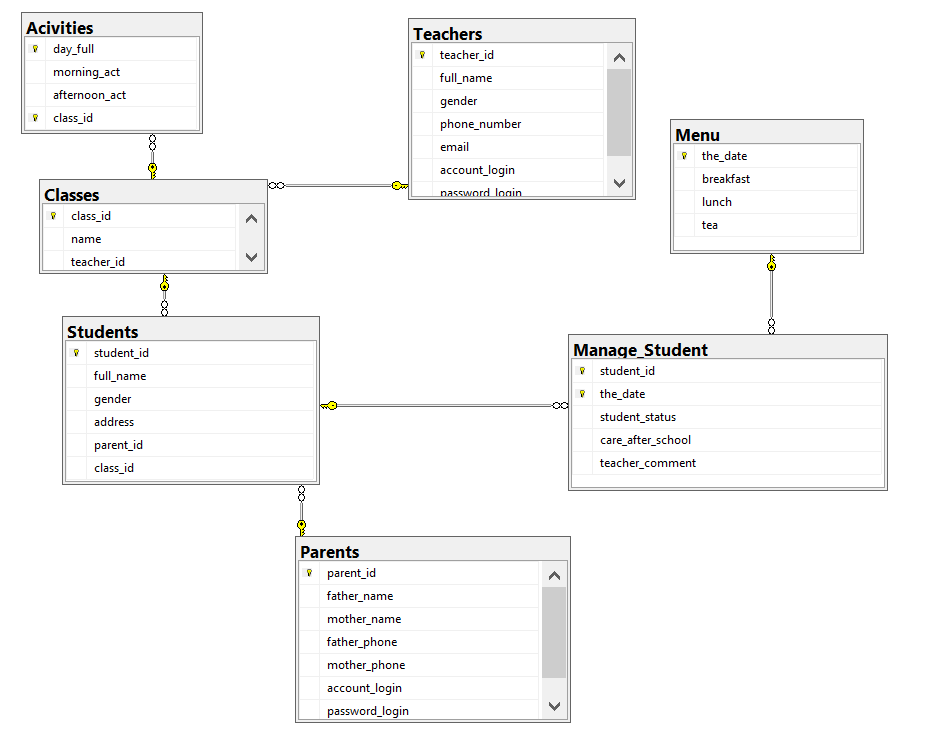 Acivities
day_full
morning_act
afternoon_act
class_id
Teachers
teacher_id
full_name
gender
phone_number
email
account_login
password_login
Menu
the_date
breakfast
lunch
tea
Classes
class_id
name
teacher_id
Students
student_id
full_name
gender
address
parent_id
class_id
Manage_Student
student_id
the_date
student_status
care_after_school
teacher_comment
Parents
parent_id
father_name
mother_name
father_phone
mother_phone
account_login
password_login